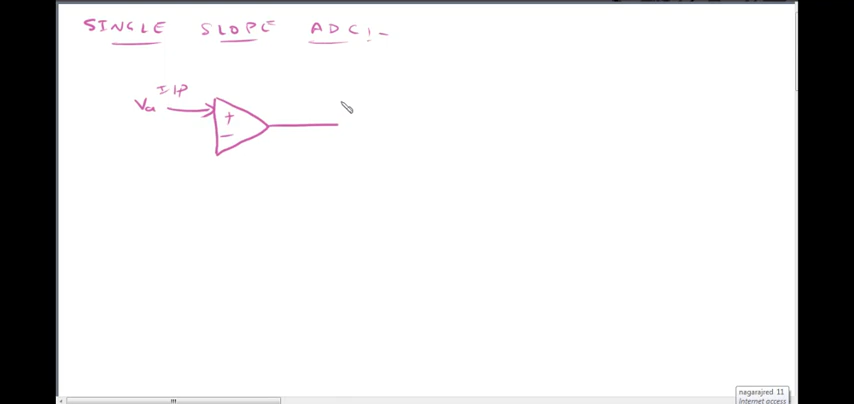 SINGLE SLOPE ADC:-
I/P
Va
+
-
nagarajred 11
Internet access